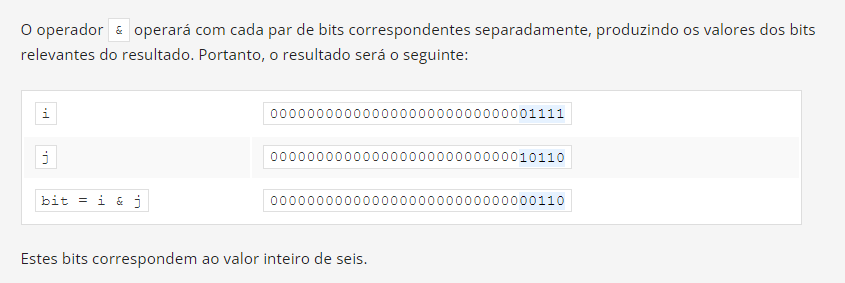 O operador & operará com cada par de bits correspondentes separadamente, produzindo os valores dos bits
relevantes do resultado. Portanto, o resultado será o seguinte:
i 00000000000000000000000000001111
j 00000000000000000000000000010110
bit = i & j 00000000000000000000000000000110
Estes bits correspondem ao valor inteiro de seis.